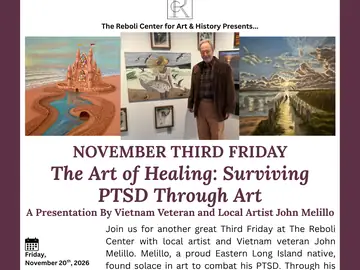 The Reboli Center for Art & History Presents...
NOVEMBER THIRD FRIDAY
The Art of Healing: Surviving
PTSD Through Art
A Presentation By Vietnam Veteran and Local Artist John Melillo
Friday,
November 20th, 2026
Join us for another great Third Friday at The Reboli
Center with local artist and Vietnam veteran John
Melillo. Melillo, a proud Eastern Long Island native,
found solace in art to combat his PTSD. Through his